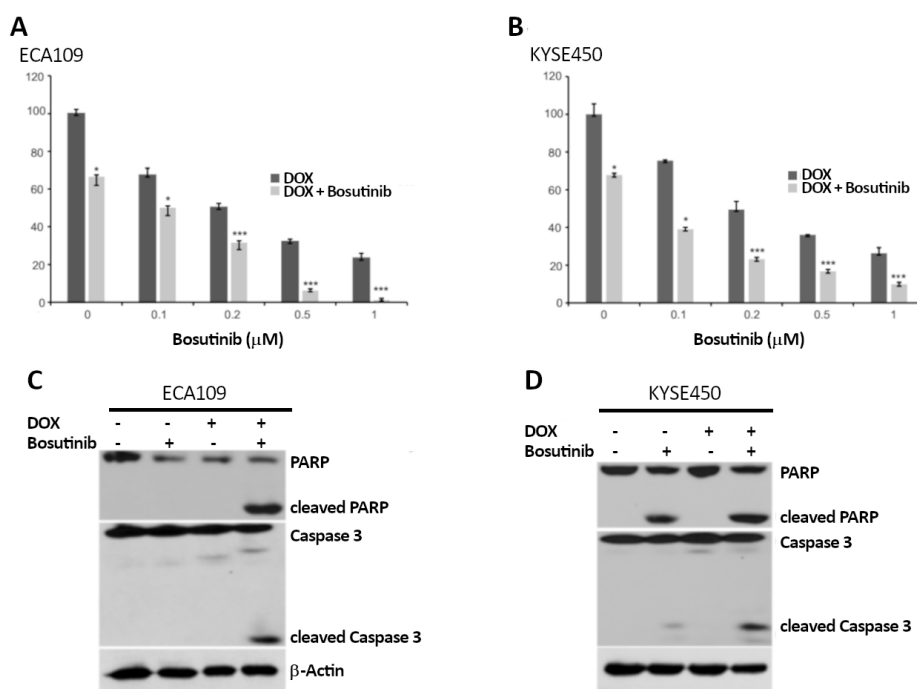 A
ECA109
120
100
80
60
40
20
0
*
*
***
***
***
DOX
DOX + Bosutinib
0 0.1 0.2 0.5 1
Bosutinib (μM)
B
KYSE450
120
100
80
60
40
20
0
*
*
***
***
***
DOX
DOX + Bosutinib
0 0.1 0.2 0.5 1
Bosutinib (μM)
C
ECA109
DOX - - + +
Bosutinib - + - +
PARP
cleaved PARP
Caspase 3
cleaved Caspase 3
β-Actin
D
KYSE450
DOX - - + +
Bosutinib - + - +
PARP
cleaved PARP
Caspase 3
cleaved Caspase 3